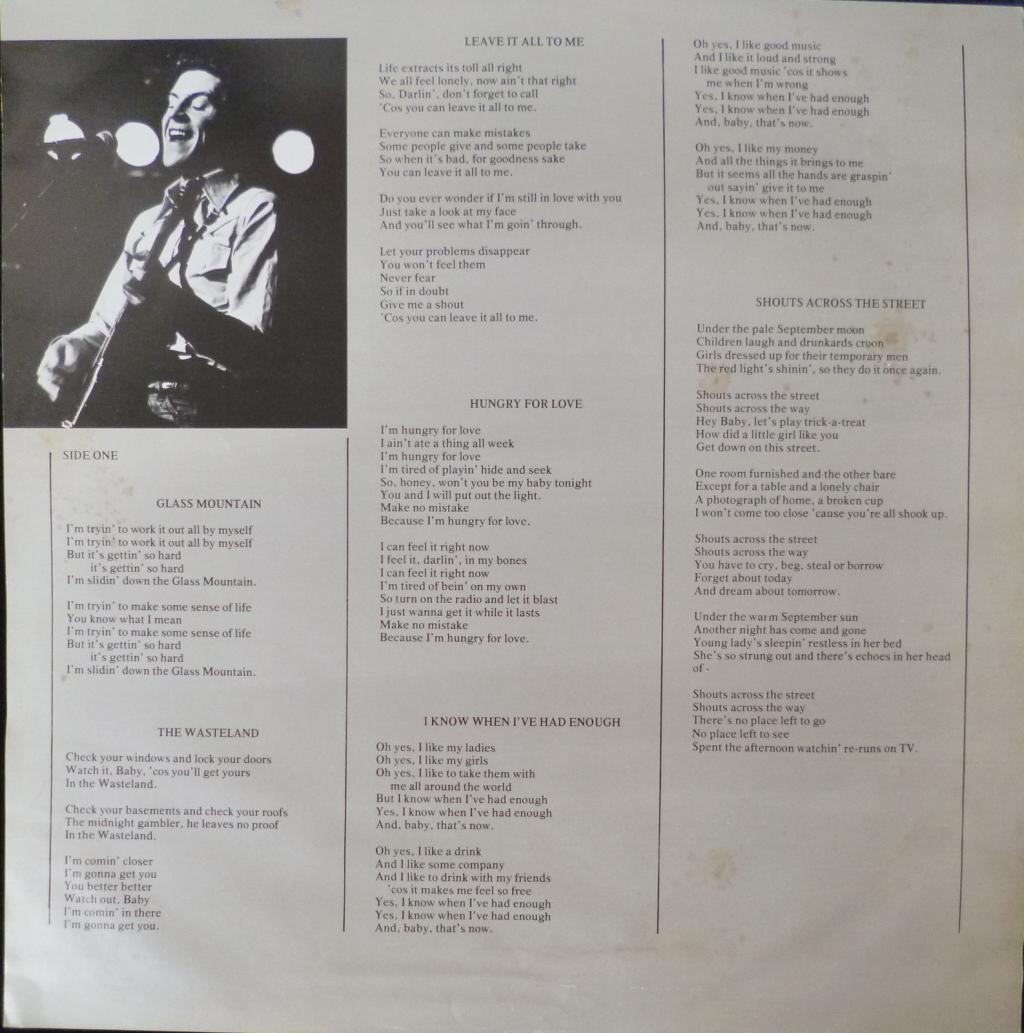 SIDE ONE
GLASS MOUNTAIN
I'm tryin' to work it out all by myself
I'm tryin' to work it out all by myself
But it's gettin' so hard
it's gettin' so hard
I'm slidin' down the Glass Mountain.
I'm tryin' to make some sense of life
You know what I mean
I'm tryin' to make some sense of life
But it's gettin' so hard
it's gettin' so hard
I'm slidin' down the Glass Mountain.
THE WASTELAND
Check your windows and lock your doors
Watch it, Baby, 'cos you'll get yours
In the Wasteland.
Check your basements and check your roofs
The midnight gambler, he leaves no proof
In the Wasteland.
I'm comin' closer
I'm gonna get you
You better better
Watch out, Baby
I'm comin' in there
I'm gonna get you.
LEAVE IT ALL TO ME
Life extracts its toll all right
We all feel lonely, now ain't that right
So, Darlin', don't forget to call
'Cos you can leave it all to me.
Everyone can make mistakes
Some people give and some people take
So when it's bad, for goodness sake
You can leave it all to me.
Do you ever wonder if I'm still in love with you
Just take a look at my face
And you'll see what I'm goin' through.
Let your problems disappear
You won't feel them
Never fear
So if in doubt
Give me a shout
'Cos you can leave it all to me.
HUNGRY FOR LOVE
I'm hungry for love
I ain't ate a thing all week
I'm hungry for love
I'm tired of playin' hide and seek
So, honey, won't you be my baby tonight
You and I will put out the light.
Make no mistake
Because I'm hungry for love.
I can feel it right now
I feel it, darlin', in my bones
I can feel it right now
I'm tired of bein' on my own
So turn on the radio and let it blast
I just wanna get it while it lasts
Make no mistake
Because I'm hungry for love.
I KNOW WHEN I'VE HAD ENOUGH
Oh yes, I like my ladies
Oh yes, I like my girls
Oh yes, I like to take them with
me all around the world
But I know when I've had enough
Yes, I know when I've had enough
And, baby, that's now.
Oh yes, I like a drink
And I like some company
And I like to drink with my friends
'cos it makes me feel so free
Yes, I know when I've had enough
Yes, I know when I've had enough
And, baby, that's now.
Oh yes, I like good music
And I like it loud and strong
I like good music 'cos it shows
me when I'm wrong
Yes, I know when I've had enough
Yes, I know when I've had enough
And, baby, that's now.
Oh yes, I like my money
And all the things it brings to me
But it seems all the hands are graspin'
out sayin' give it to me
Yes, I know when I've had enough
Yes, I know when I've had enough
And, baby, that's now.
SHOUTS ACROSS THE STREET
Under the pale September moon
Children laugh and drunkards croon
Girls dressed up for their temporary men
The red light's shinin', so they do it once again.
Shouts across the street
Shouts across the way
Hey Baby, let's play trick-a-treat
How did a little girl like you
Get down on this street.
One room furnished and the other bare
Except for a table and a lonely chair
A photograph of home, a broken cup
I won't come too close 'cause you're all shook up.
Shouts across the street
Shouts across the way
You have to cry, beg, steal or borrow
Forget about today
And dream about tomorrow.
Under the warm September sun
Another night has come and gone
Young lady's sleepin' restless in her bed
She's so strung out and there's echoes in her head
of -
Shouts across the street
Shouts across the way
There's no place left to go
No place left to see
Spent the afternoon watchin' re-runs on TV.